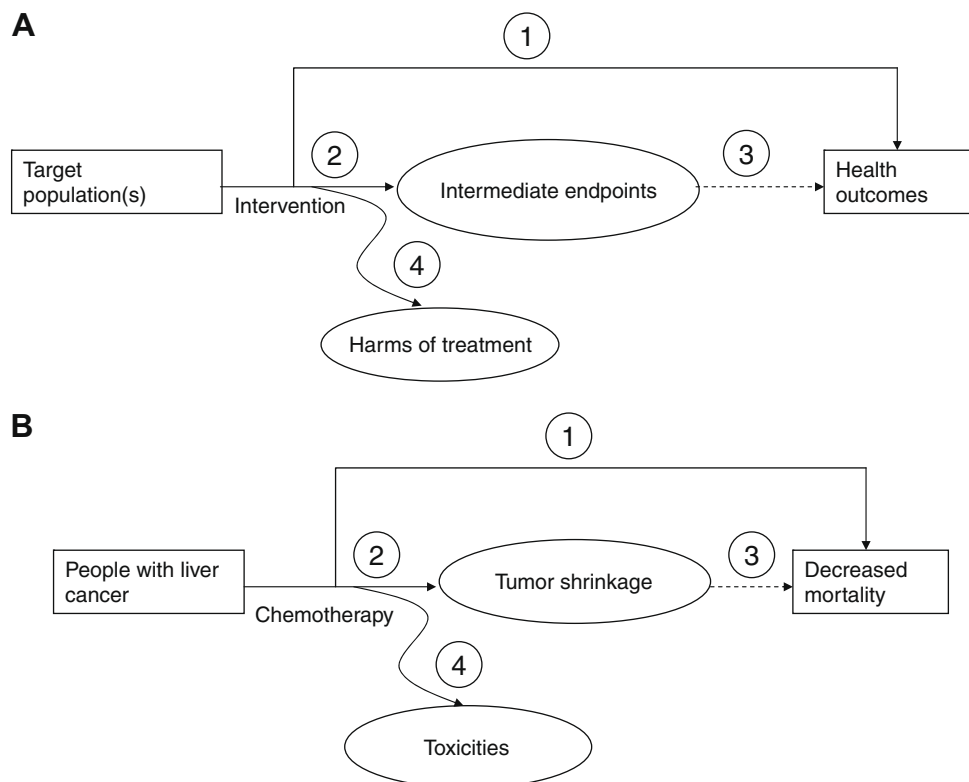 A
1
2
3
Target
population(s)
Intervention
Intermediate endpoints
Health
outcomes
4
Harms of treatment
B
1
2
3
People with liver
cancer
Chemotherapy
Tumor shrinkage
Decreased
mortality
4
Toxicities